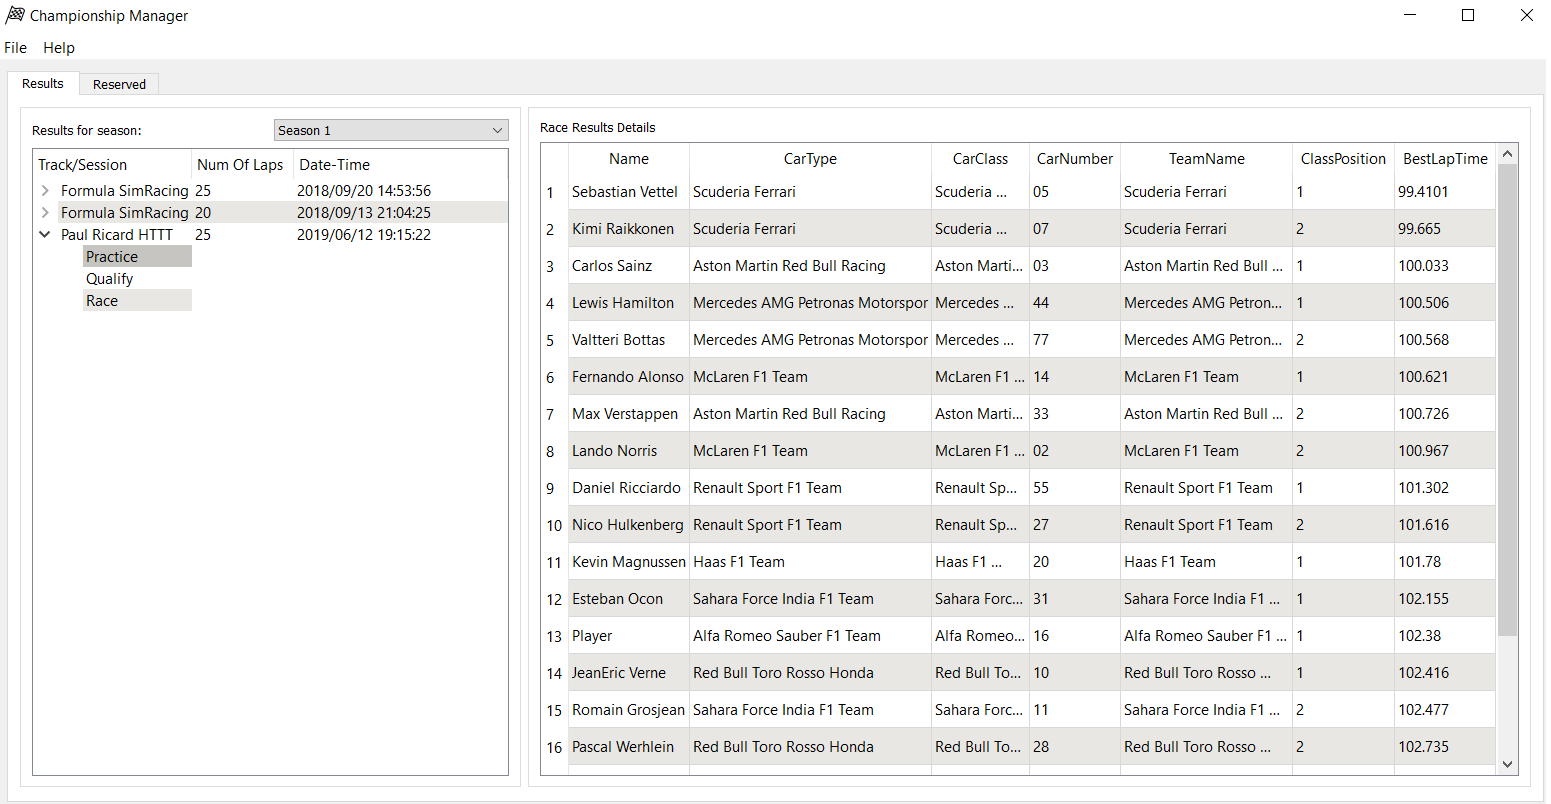 Championship Manager
File Help
Results Reserved
Results for season: Season 1
Track/Session Num Of Laps Date-Time
Formula SimRacing 25 2018/09/20 14:53:56
Formula SimRacing 20 2018/09/13 21:04:25
Paul Ricard HTTT 25 2019/06/12 19:15:22
Practice
Qualify
Race
Race Results Details
Name CarType CarClass CarNumber TeamName ClassPosition BestLapTime
1 Sebastian Vettel Scuderia Ferrari Scuderia ... 05 Scuderia Ferrari 1 99.4101
2 Kimi Raikkonen Scuderia Ferrari Scuderia ... 07 Scuderia Ferrari 2 99.665
3 Carlos Sainz Aston Martin Red Bull Racing Aston Marti... 03 Aston Martin Red Bull ... 1 100.033
4 Lewis Hamilton Mercedes AMG Petronas Motorspor Mercedes ... 44 Mercedes AMG Petron... 1 100.506
5 Valtteri Bottas Mercedes AMG Petronas Motorspor Mercedes ... 77 Mercedes AMG Petron... 2 100.568
6 Fernando Alonso McLaren F1 Team McLaren F1 ... 14 McLaren F1 Team 1 100.621
7 Max Verstappen Aston Martin Red Bull Racing Aston Marti... 33 Aston Martin Red Bull ... 2 100.726
8 Lando Norris McLaren F1 Team McLaren F1 ... 02 McLaren F1 Team 2 100.967
9 Daniel Ricciardo Renault Sport F1 Team Renault Sp... 55 Renault Sport F1 Team 1 101.302
10 Nico Hulkenberg Renault Sport F1 Team Renault Sp... 27 Renault Sport F1 Team 2 101.616
11 Kevin Magnussen Haas F1 Team Haas F1 ... 20 Haas F1 Team 1 101.78
12 Esteban Ocon Sahara Force India F1 Team Sahara Forc... 31 Sahara Force India F1 ... 1 102.155
13 Player Alfa Romeo Sauber F1 Team Alfa Romeo... 16 Alfa Romeo Sauber F1 ... 1 102.38
14 JeanEric Verne Red Bull Toro Rosso Honda Red Bull To... 10 Red Bull Toro Rosso ... 1 102.416
15 Romain Grosjean Sahara Force India F1 Team Sahara Forc... 11 Sahara Force India F1 ... 2 102.477
16 Pascal Werhlein Red Bull Toro Rosso Honda Red Bull To... 28 Red Bull Toro Rosso ... 2 102.735